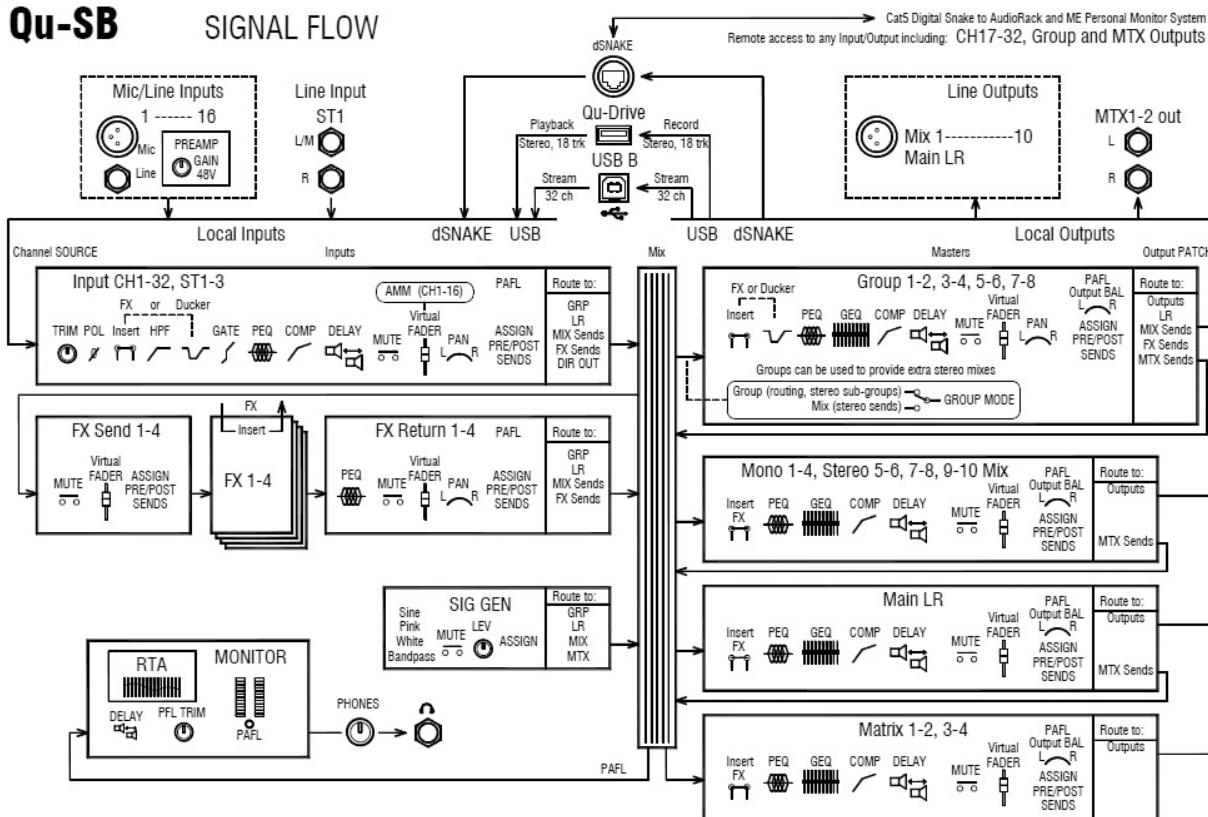 Qu-SB SIGNAL FLOW
Cat5 Digital Snake to AudioRack and ME Personal Monitor System
Remote access to any Input/Output including: CH17-32, Group and MTX Outputs
dSNAKE
Mic/Line Inputs
1 ------ 16
Mic
Line
PREAMP
GAIN
48V
Line Input
ST1
L/M
R
Qu-Drive
Playback
Stereo, 18 trk
Record
Stereo, 18 trk
USB B
Stream
32 ch
Stream
32 ch
Line Outputs
Mix 1-----------10
Main LR
MTX1-2 out
L
R
Local Inputs
dSNAKE USB
USB dSNAKE
Local Outputs
Channel SOURCE
Inputs
Mix
Masters
Output PATCH
Input CH1-32, ST1-3
FX or Ducker
TRIM POL Insert HPF GATE PEQ COMP DELAY
AMM (CH1-16)
MUTE
Virtual
FADER
L PAN R
PAFL
ASSIGN
PRE/POST
SENDS
Route to:
GRP
LR
MIX Sends
FX Sends
DIR OUT
Group 1-2, 3-4, 5-6, 7-8
FX or Ducker
Insert PEQ GEQ COMP DELAY
MUTE
Virtual
FADER
L PAN R
PAFL
Output BAL
L R
ASSIGN
PRE/POST
SENDS
Route to:
Outputs
LR
MIX Sends
FX Sends
MTX Sends
Groups can be used to provide extra stereo mixes
Group (routing, stereo sub-groups)
Mix (stereo sends)
GROUP MODE
FX Send 1-4
MUTE
Virtual
FADER
ASSIGN
PRE/POST
SENDS
FX
Insert
FX 1-4
FX Return 1-4
PEQ
MUTE
Virtual
FADER
L PAN R
PAFL
ASSIGN
PRE/POST
SENDS
Route to:
GRP
LR
MIX Sends
FX Sends
Mono 1-4, Stereo 5-6, 7-8, 9-10 Mix
Insert
FX
PEQ GEQ COMP DELAY
MUTE
Virtual
FADER
PAFL
Output BAL
L R
ASSIGN
PRE/POST
SENDS
Route to:
Outputs
MTX Sends
SIG GEN
Sine
Pink
White
Bandpass
MUTE
LEV
ASSIGN
Route to:
GRP
LR
MIX
MTX
Main LR
Insert
FX
PEQ GEQ COMP DELAY
MUTE
Virtual
FADER
PAFL
Output BAL
L R
ASSIGN
PRE/POST
SENDS
Route to:
Outputs
MTX Sends
RTA
MONITOR
DELAY
PFL TRIM
PAFL
PHONES
PAFL
Matrix 1-2, 3-4
Insert
FX
PEQ GEQ COMP DELAY
MUTE
Virtual
FADER
PAFL
Output BAL
L R
ASSIGN
PRE/POST
SENDS
Route to:
Outputs